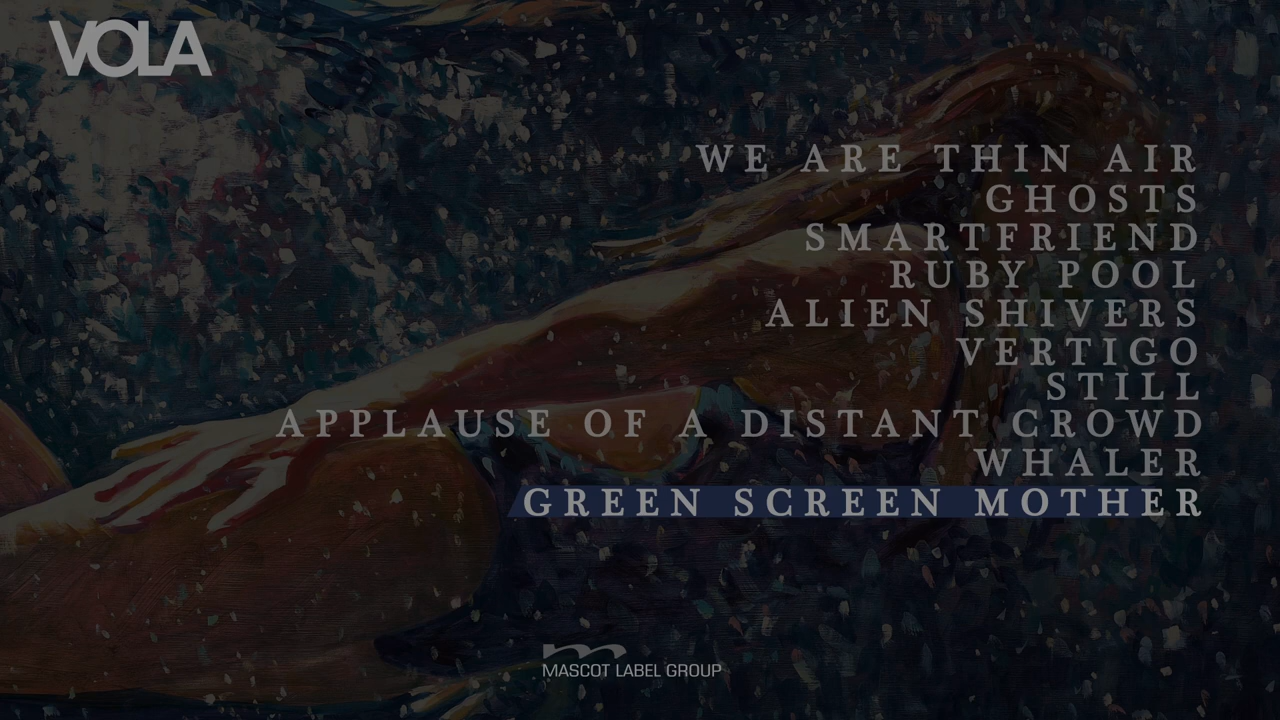 VOLA
WE ARE THIN AIR
GHOSTS
SMARTFRIEND
RUBY POOL
ALIEN SHIVERS
VERTIGO
STILL
APPLAUSE OF A DISTANT CROWD
WHALER
GREEN SCREEN MOTHER
MASCOT LABEL GROUP